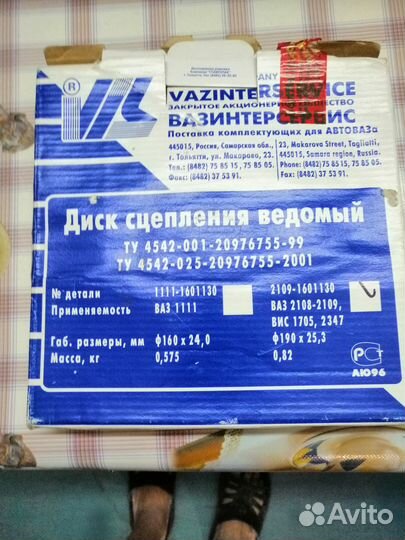 ®
COMPANY
VAZINTERSERVICE
ЗАКРЫТОЕ АКЦИОНЕРНОЕ ОБЩЕСТВО
ВАЗИНТЕРСЕРВИС
Поставка комплектующих для АВТОВАЗа
445015, Россия, Самарская обл.,
г. Тольятти, ул. Макарова, 23.
Тел.: (8482) 75 85 15, 75 85 05.
Факс: (8482) 37 53 91.
23, Makarova Street, Togliatti,
445015, Samara region, Russia.
Phone: (8482) 75 85 15, 75 85 05.
Fax: (8482) 37 53 91.
Диск сцепления ведомый
ТУ 4542-001-20976755-99
ТУ 4542-025-20976755-2001
№ детали 1111-1601130 2109-1601130
Применяемость ВАЗ 1111 ВАЗ 2108-2109,
ВИС 1705, 2347
Габ. размеры, мм ф160 х 24,0 ф190 х 25,3
Масса, кг 0,575 0,82
РСТ
АЮ96
Avito